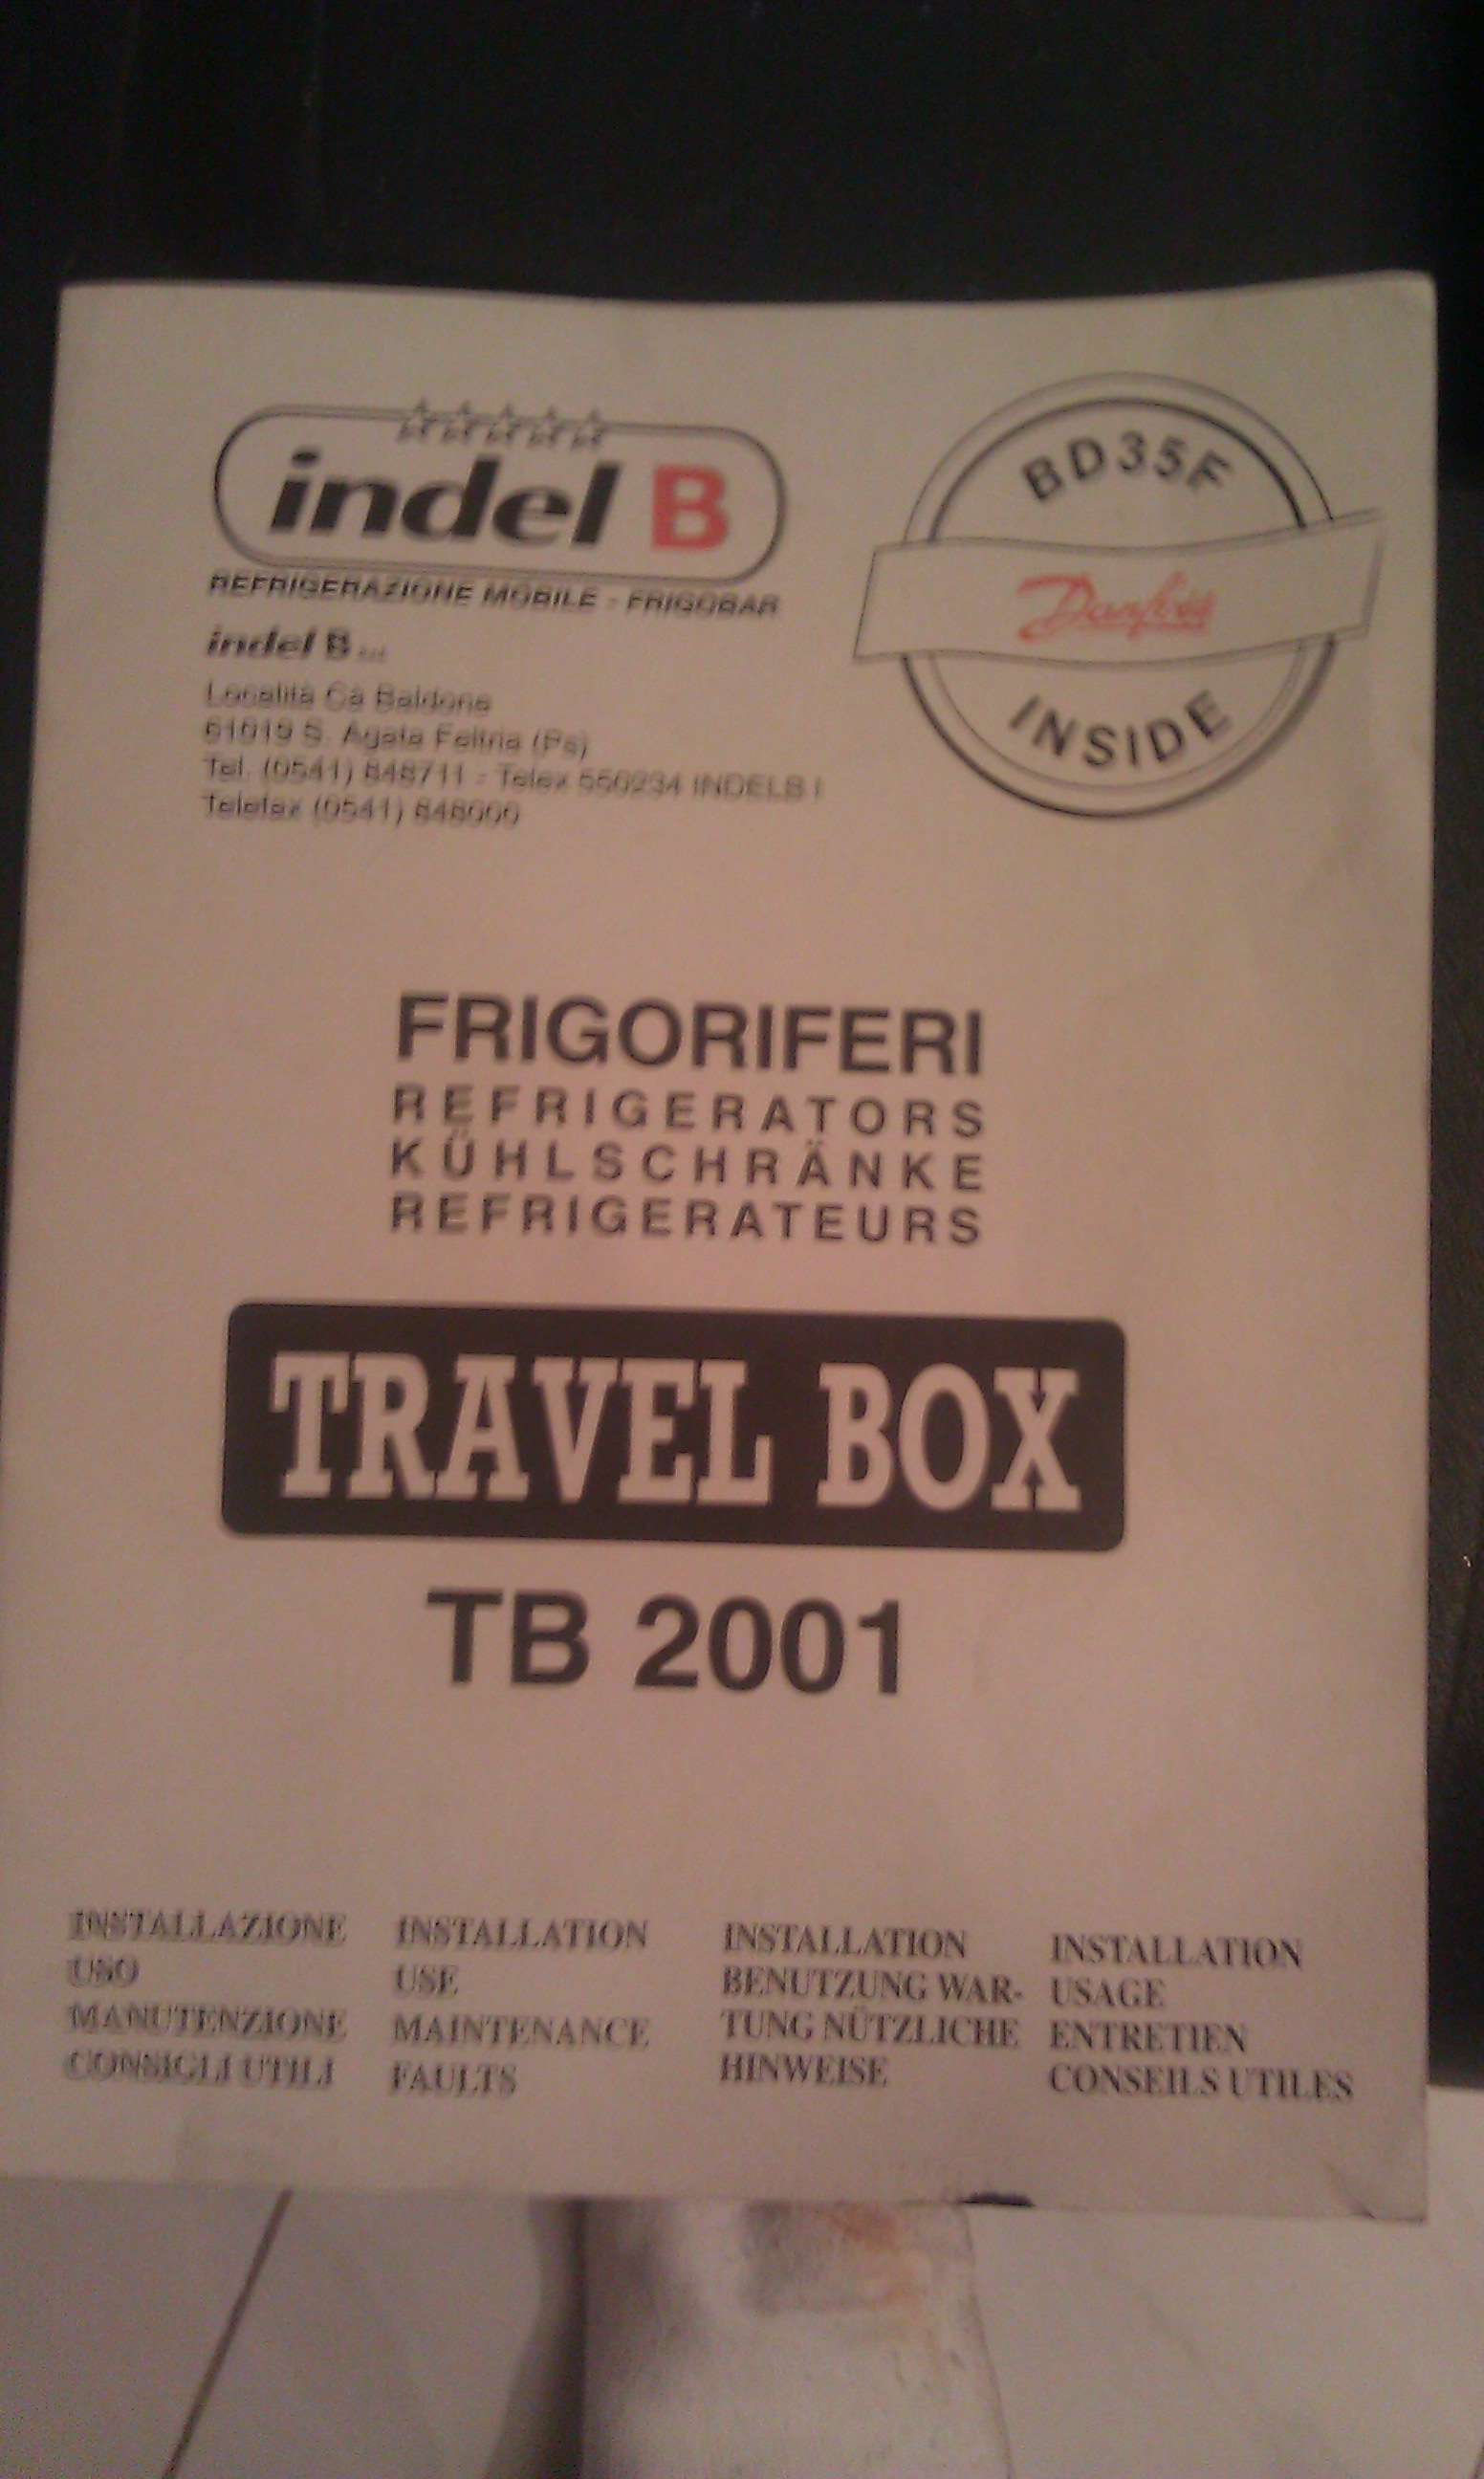 indel B
REFRIGERAZIONE MOBILE - FRIGOBAR
indel B
Località Cà Baldone
61019 S. Agata Feltria (Ps)
Tel. (0541) 848711 - Telex 550234 INDELB I
Telefax (0541) 848000
BD35F
Danfoss
INSIDE
FRIGORIFERI
REFRIGERATORS
KÜHLSCHRÄNKE
REFRIGERATEURS
TRAVEL BOX
TB 2001
INSTALLAZIONE
USO
MANUTENZIONE
CONSIGLI UTILI
INSTALLATION
USE
MAINTENANCE
FAULTS
INSTALLATION
BENUTZUNG WAR-
TUNG NÜTZLICHE
HINWEISE
INSTALLATION
USAGE
ENTRETIEN
CONSEILS UTILES